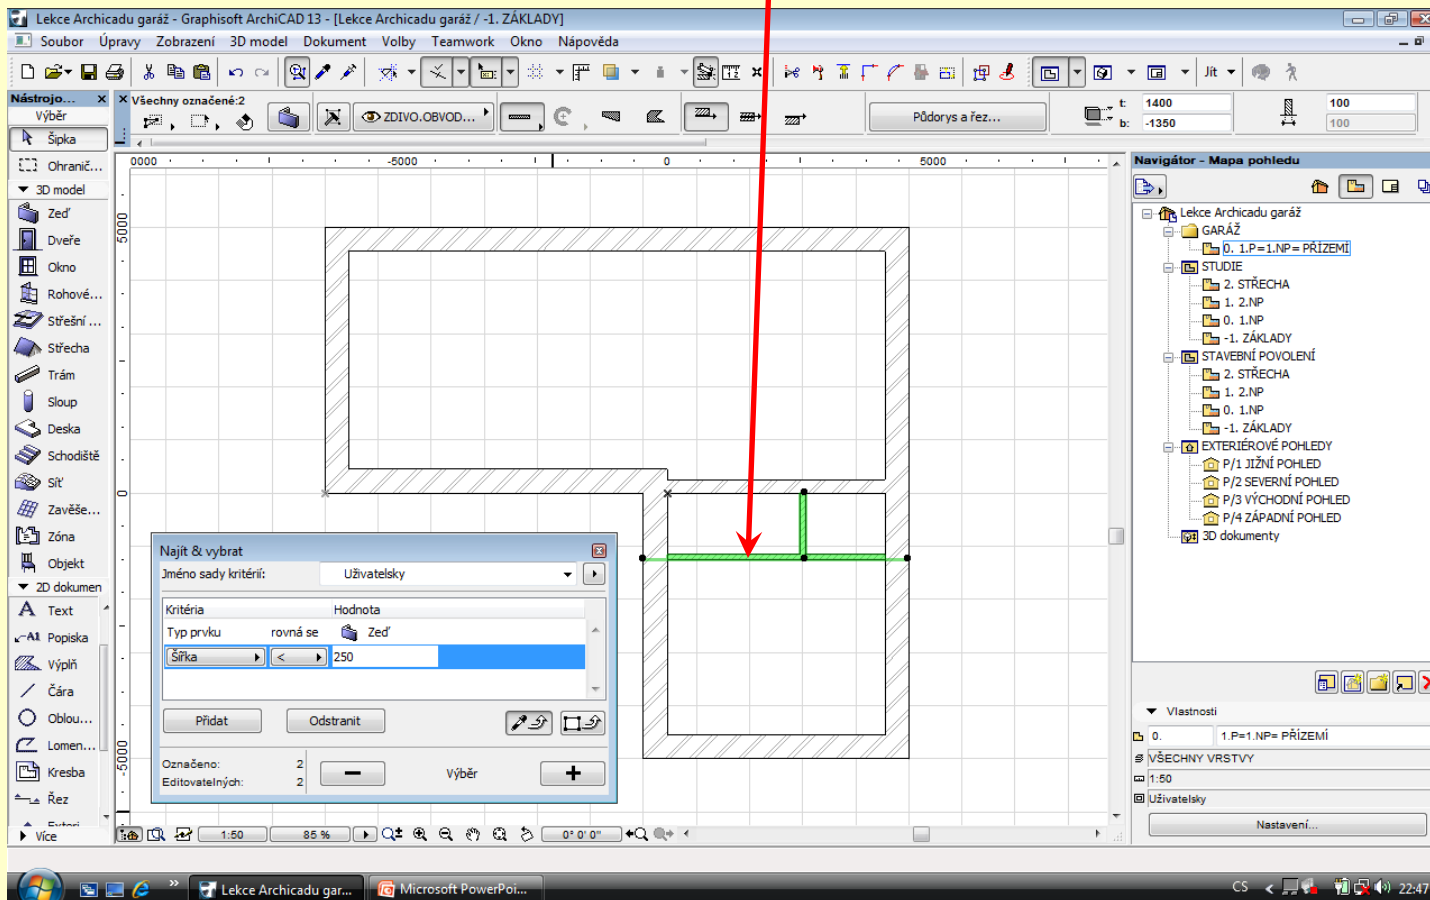 Lekce Archicadu garáž - Graphisoft ArchiCAD 13 - [Lekce Archicadu garáž / -1. ZÁKLADY]
Soubor Úpravy Zobrazení 3D model Dokument Volby Teamwork Okno Nápověda
Jít
Nástrojo... x
Výběr
Šipka
Ohranič...
3D model
Zeď
Dveře
Okno
Rohové...
Střešní ...
Střecha
Trám
Sloup
Deska
Schodiště
Síť
Zavěše...
Zóna
Objekt
2D dokumen
A Text
A1 Popiska
Výplň
Čára
Oblou...
Lomen...
Kresba
Řez
Více
Všechny označené:2
ZDIVO.OBVOD...
Půdorys a řez...
t: 1400
b: -1350
100
100
0000 -5000 0 5000
5000
0
-5000
Najít & vybrat
Jméno sady kritérií: Uživatelsky
Kritéria Hodnota
Typ prvku rovná se Zeď
Šířka < 250
Přidat Odstranit
Označeno: 2
Editovatelných: 2
Výběr
1:50 85 % 0° 0' 0"
Navigátor - Mapa pohledu
Lekce Archicadu garáž
GARÁŽ
0. 1.P=1.NP= PŘÍZEMÍ
STUDIE
2. STŘECHA
1. 2.NP
0. 1.NP
-1. ZÁKLADY
STAVEBNÍ POVOLENÍ
2. STŘECHA
1. 2.NP
0. 1.NP
-1. ZÁKLADY
EXTERIÉROVÉ POHLEDY
P/1 JIŽNÍ POHLED
P/2 SEVERNÍ POHLED
P/3 VÝCHODNÍ POHLED
P/4 ZÁPADNÍ POHLED
3D dokumenty
Vlastnosti
0. 1.P=1.NP= PŘÍZEMÍ
VŠECHNY VRSTVY
1:50
Uživatelsky
Nastavení...
Lekce Archicadu gar... Microsoft PowerPoi... CS 22:47